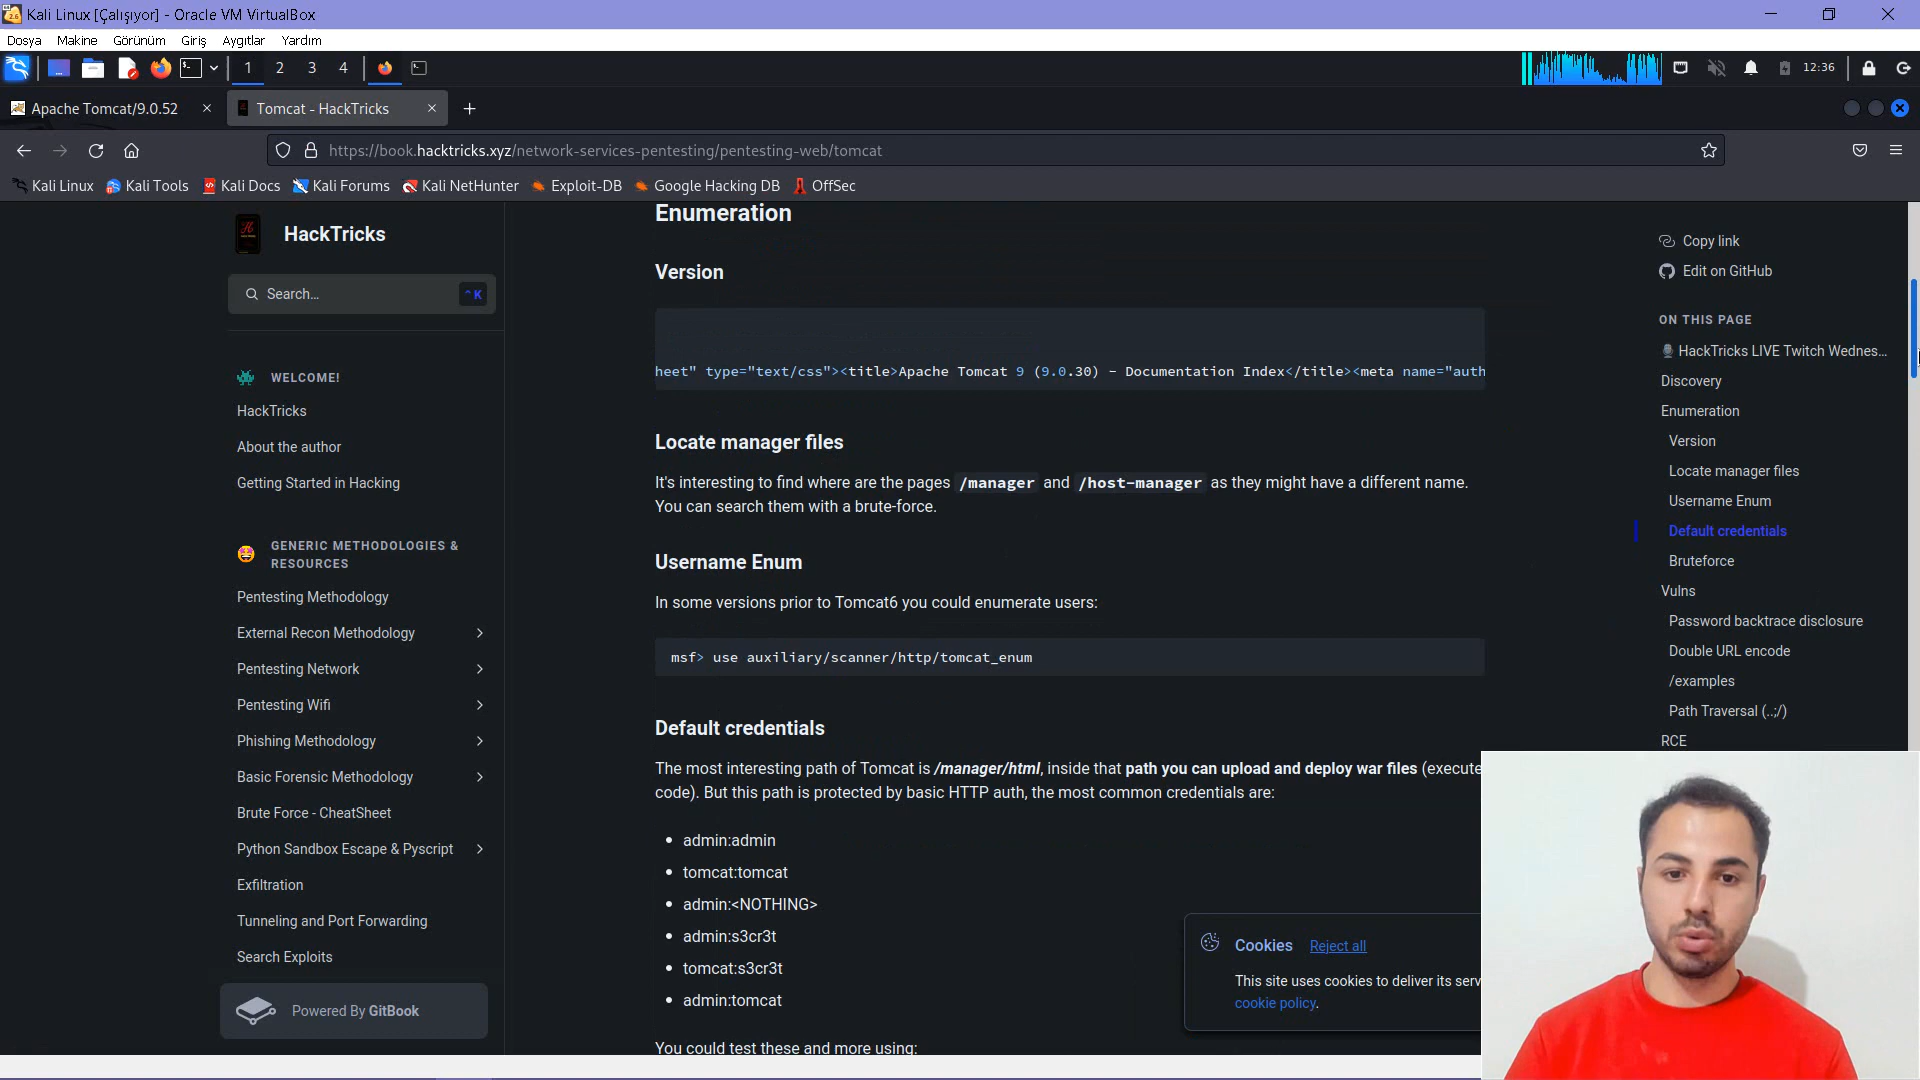 Kali Linux [Çalışıyor] - Oracle VM VirtualBox
Dosya Makine Görünüm Giriş Aygıtlar Yardım
1 2 3 4
12:36
Apache Tomcat/9.0.52
Tomcat - HackTricks
https://book.hacktricks.xyz/network-services-pentesting/pentesting-web/tomcat
Kali Linux Kali Tools Kali Docs Kali Forums Kali NetHunter Exploit-DB Google Hacking DB OffSec
HackTricks
Search... ^ K
WELCOME!
HackTricks
About the author
Getting Started in Hacking
GENERIC METHODOLOGIES &
RESOURCES
Pentesting Methodology
External Recon Methodology
Pentesting Network
Pentesting Wifi
Phishing Methodology
Basic Forensic Methodology
Brute Force - CheatSheet
Python Sandbox Escape & Pyscript
Exfiltration
Tunneling and Port Forwarding
Search Exploits
Powered By GitBook
Enumeration
Version
heet" type="text/css"><title>Apache Tomcat 9 (9.0.30) - Documentation Index</title><meta name="auth
Locate manager files
It's interesting to find where are the pages /manager and /host-manager as they might have a different name.
You can search them with a brute-force.
Username Enum
In some versions prior to Tomcat6 you could enumerate users:
msf> use auxiliary/scanner/http/tomcat_enum
Default credentials
The most interesting path of Tomcat is /manager/html, inside that path you can upload and deploy war files (execute
code). But this path is protected by basic HTTP auth, the most common credentials are:
admin:admin
tomcat:tomcat
admin:<NOTHING>
admin:s3cr3t
tomcat:s3cr3t
admin:tomcat
You could test these and more using:
Cookies Reject all
This site uses cookies to deliver its serv
cookie policy.
Copy link
Edit on GitHub
ON THIS PAGE
HackTricks LIVE Twitch Wednes...
Discovery
Enumeration
Version
Locate manager files
Username Enum
Default credentials
Bruteforce
Vulns
Password backtrace disclosure
Double URL encode
/examples
Path Traversal (..;/)
RCE